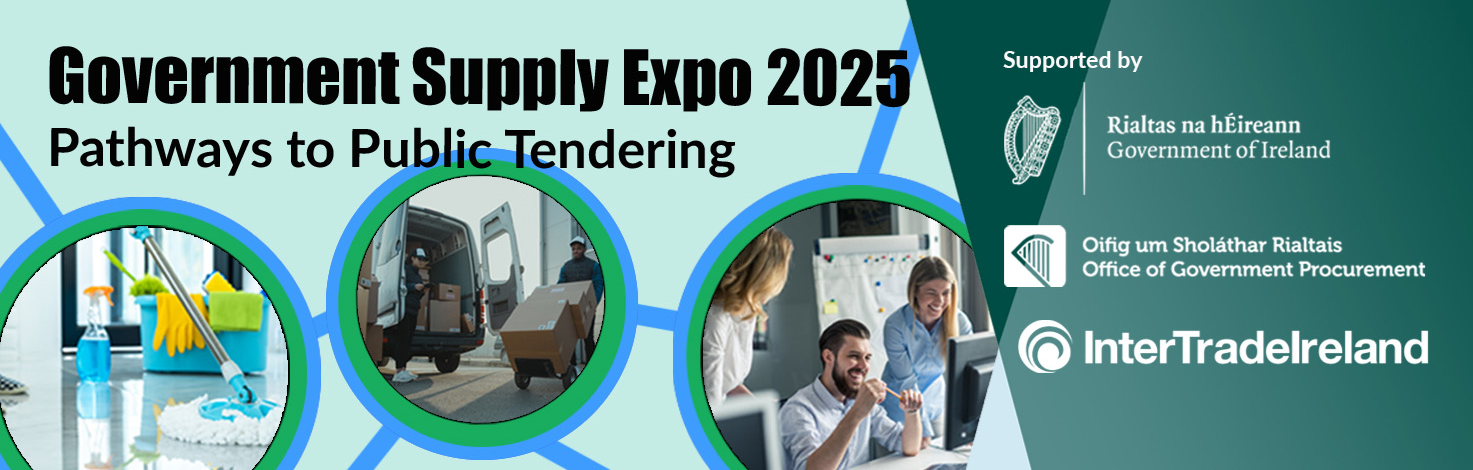 Government Supply Expo 2025
Pathways to Public Tendering
Supported by
Rialtas na hÉireann
Government of Ireland
Oifig um Sholáthar Rialtais
Office of Government Procurement
InterTradeIreland